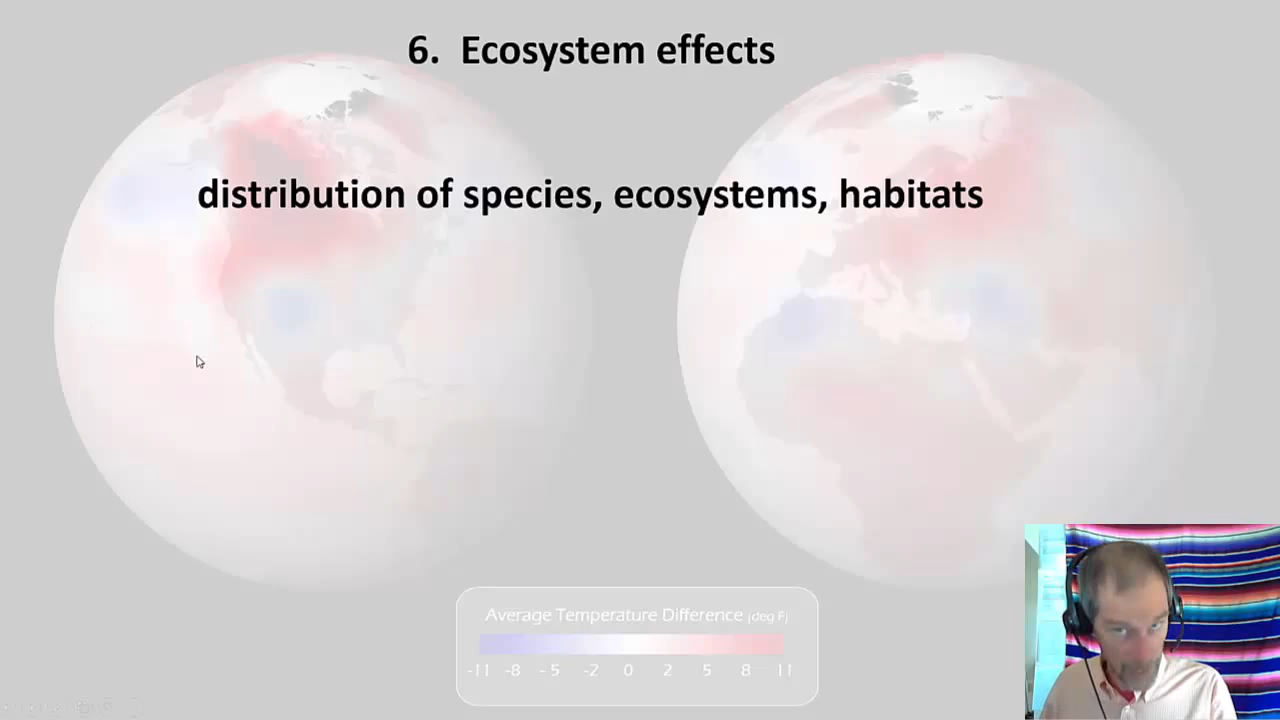 6. Ecosystem effects
distribution of species, ecosystems, habitats
Average Temperature Difference (deg F)
-11 -8 -5 -2 0 2 5 8 11